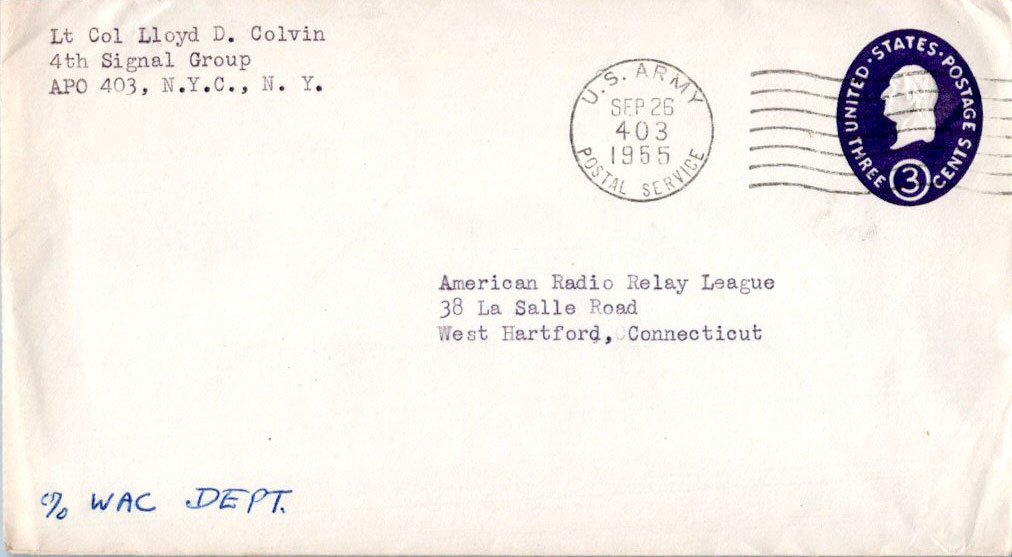 Lt Col Lloyd D. Colvin
4th Signal Group
APO 403, N.Y.C., N. Y.
U.S. ARMY
SEP 26
403
1955
POSTAL SERVICE
UNITED·STATES·POSTAGE
THREE 3 CENTS
American Radio Relay League
38 La Salle Road
West Hartford, Connecticut
c/o WAC DEPT.